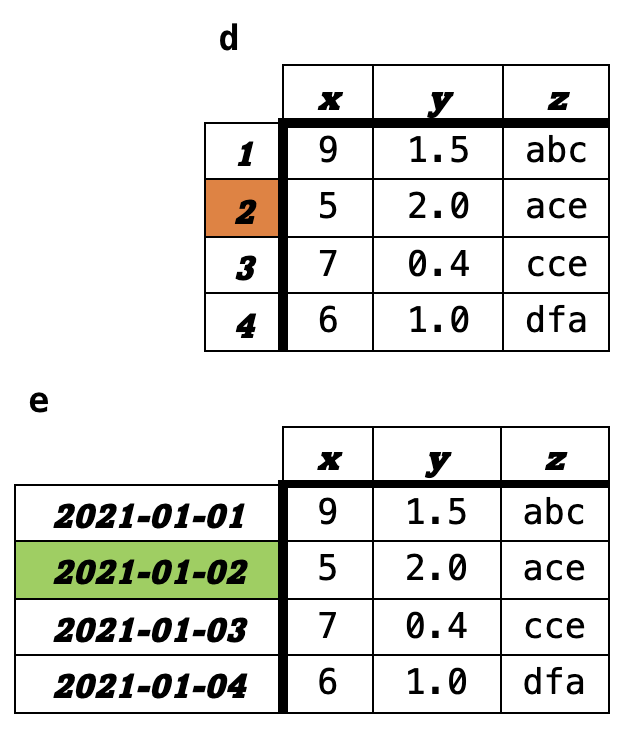 d
x y z
1 9 1.5 abc
2 5 2.0 ace
3 7 0.4 cce
4 6 1.0 dfa
e
x y z
2021-01-01 9 1.5 abc
2021-01-02 5 2.0 ace
2021-01-03 7 0.4 cce
2021-01-04 6 1.0 dfa